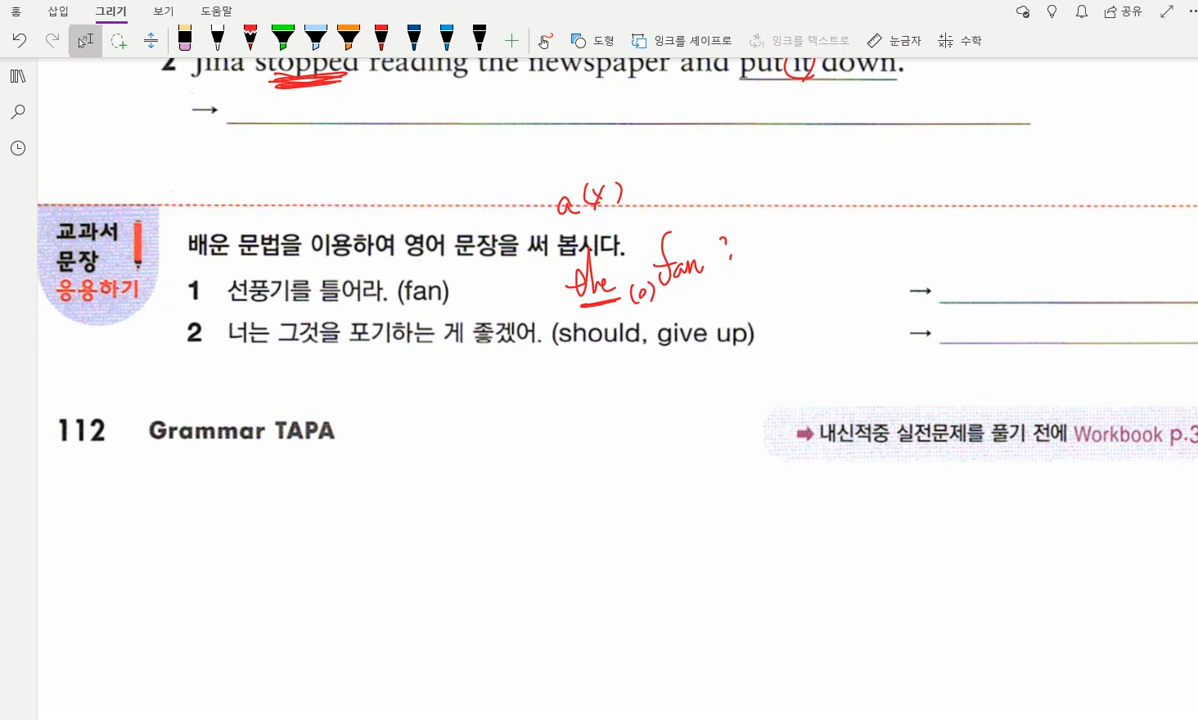 홈 삽입 그리기 보기 도움말 공유
도형 잉크를 셰이프로 잉크를 텍스트로 눈금자 수학
2 Jina stopped reading the newspaper and put it down.
→
a (x)
교과서
문장
응용하기
배운 문법을 이용하여 영어 문장을 써 봅시다.
the (o) fan ?
1 선풍기를 틀어라. (fan) →
2 너는 그것을 포기하는 게 좋겠어. (should, give up) →
112 Grammar TAPA
➡ 내신적중 실전문제를 풀기 전에 Workbook p.3